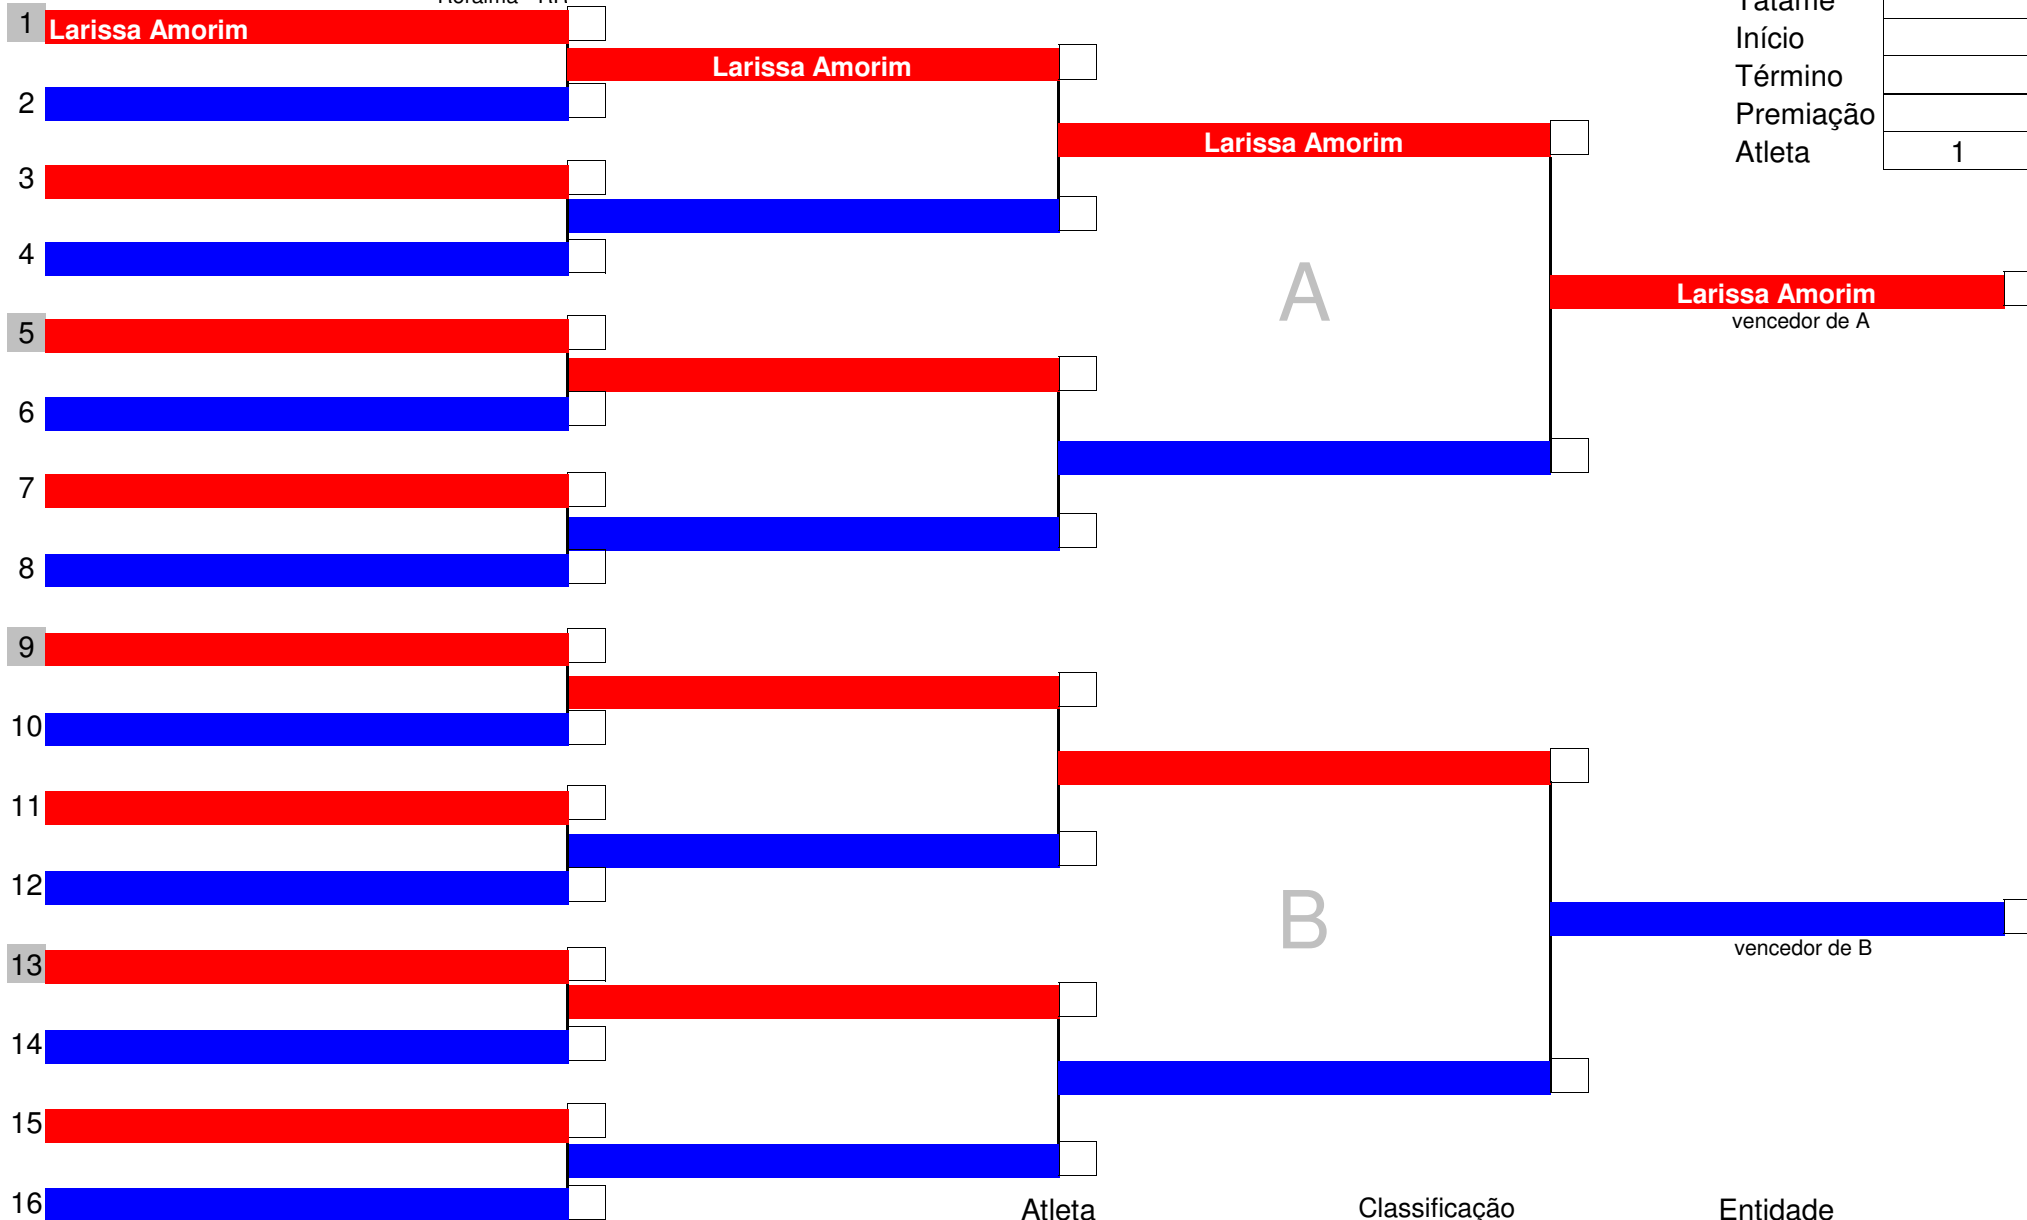 1 Larissa Amorim
Larissa Amorim
2
Larissa Amorim
3
4
A
Larissa Amorim
vencedor de A
5
6
7
8
9
10
11
12
B
vencedor de B
13
14
15
16
Tatame
Início
Término
Premiação
Atleta 1
Atleta Classificação Entidade